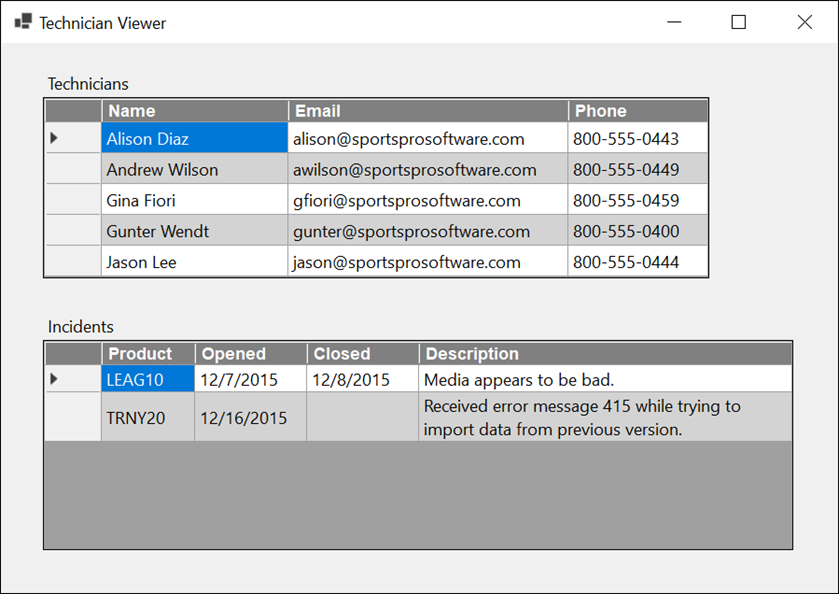 Technician Viewer
Technicians
Name Email Phone
Alison Diaz alison@sportsprosoftware.com 800-555-0443
Andrew Wilson awilson@sportsprosoftware.com 800-555-0449
Gina Fiori gfiori@sportsprosoftware.com 800-555-0459
Gunter Wendt gunter@sportsprosoftware.com 800-555-0400
Jason Lee jason@sportsprosoftware.com 800-555-0444
Incidents
Product Opened Closed Description
LEAG10 12/7/2015 12/8/2015 Media appears to be bad.
TRNY20 12/16/2015 Received error message 415 while trying to
import data from previous version.